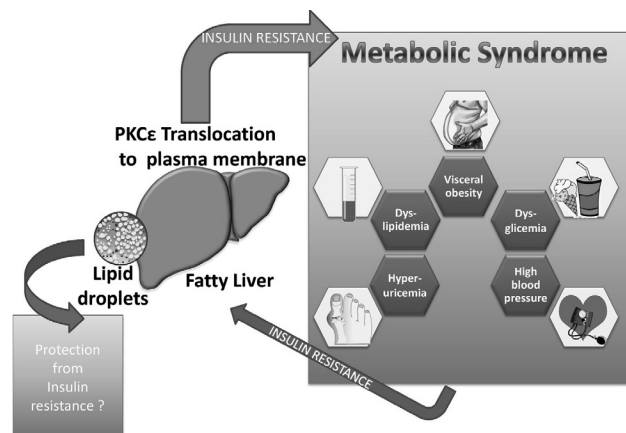 INSULIN RESISTANCE
Metabolic Syndrome
PKCε Translocation
to plasma membrane
Visceral
obesity
Dys-
lipidemia
Dys-
glicemia
Hyper-
uricemia
High
blood
pressure
Lipid
droplets
Fatty Liver
INSULIN RESISTANCE
Protection
from
Insulin
resistance ?